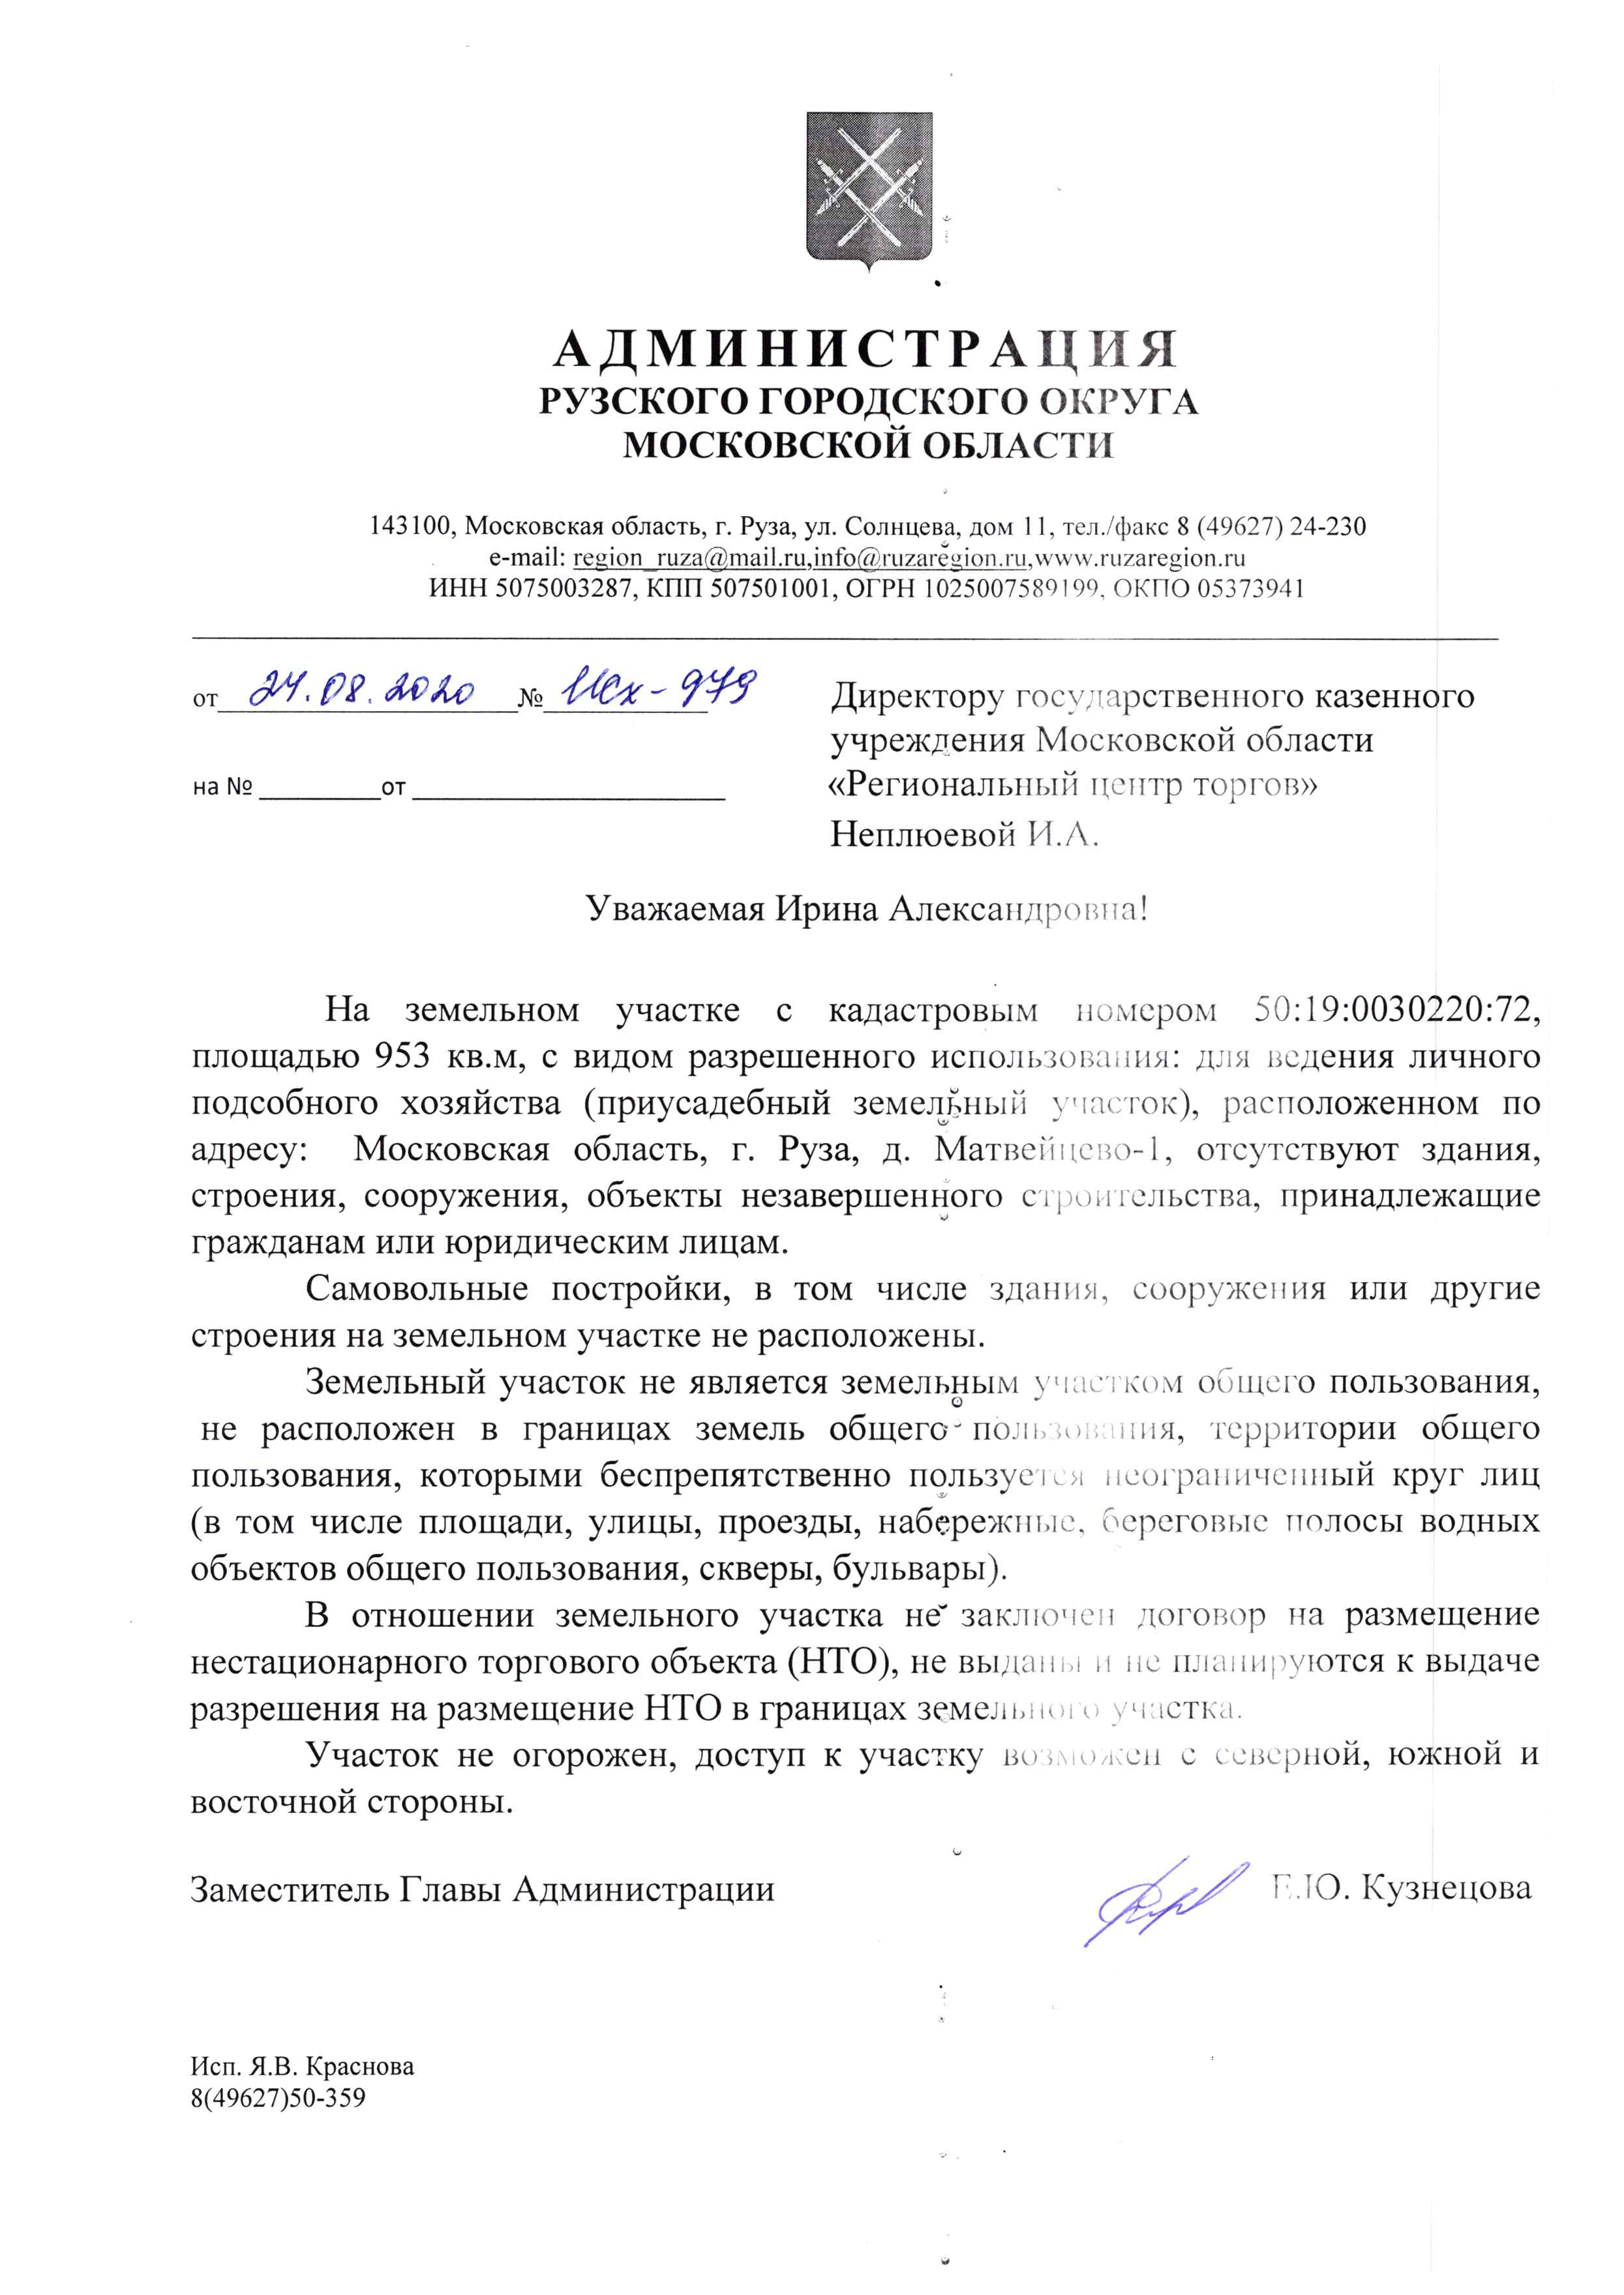 АДМИНИСТРАЦИЯ
РУЗСКОГО ГОРОДСКОГО ОКРУГА
МОСКОВСКОЙ ОБЛАСТИ
143100, Московская область, г. Руза, ул. Солнцева, дом 11, тел./факс 8 (49627) 24-230
e-mail: region_ruza@mail.ru,info@ruzaregion.ru,www.ruzaregion.ru
ИНН 5075003287, КПП 507501001, ОГРН 1025007589199, ОКПО 05373941
от 24.08.2020 № Исх-979
на № __________ от __________
Директору государственного казенного
учреждения Московской области
«Региональный центр торгов»
Неплюевой И.А.
Уважаемая Ирина Александровна!
На земельном участке с кадастровым номером 50:19:0030220:72,
площадью 953 кв.м, с видом разрешенного использования: для ведения личного
подсобного хозяйства (приусадебный земельный участок), расположенном по
адресу: Московская область, г. Руза, д. Матвейцево-1, отсутствуют здания,
строения, сооружения, объекты незавершенного строительства, принадлежащие
гражданам или юридическим лицам.
Самовольные постройки, в том числе здания, сооружения или другие
строения на земельном участке не расположены.
Земельный участок не является земельным участком общего пользования,
не расположен в границах земель общего пользования, территории общего
пользования, которыми беспрепятственно пользуется неограниченный круг лиц
(в том числе площади, улицы, проезды, набережные, береговые полосы водных
объектов общего пользования, скверы, бульвары).
В отношении земельного участка не заключен договор на размещение
нестационарного торгового объекта (НТО), не выданы и не планируются к выдаче
разрешения на размещение НТО в границах земельного участка.
Участок не огорожен, доступ к участку возможен с северной, южной и
восточной стороны.
Заместитель Главы Администрации
Е.Ю. Кузнецова
Исп. Я.В. Краснова
8(49627)50-359